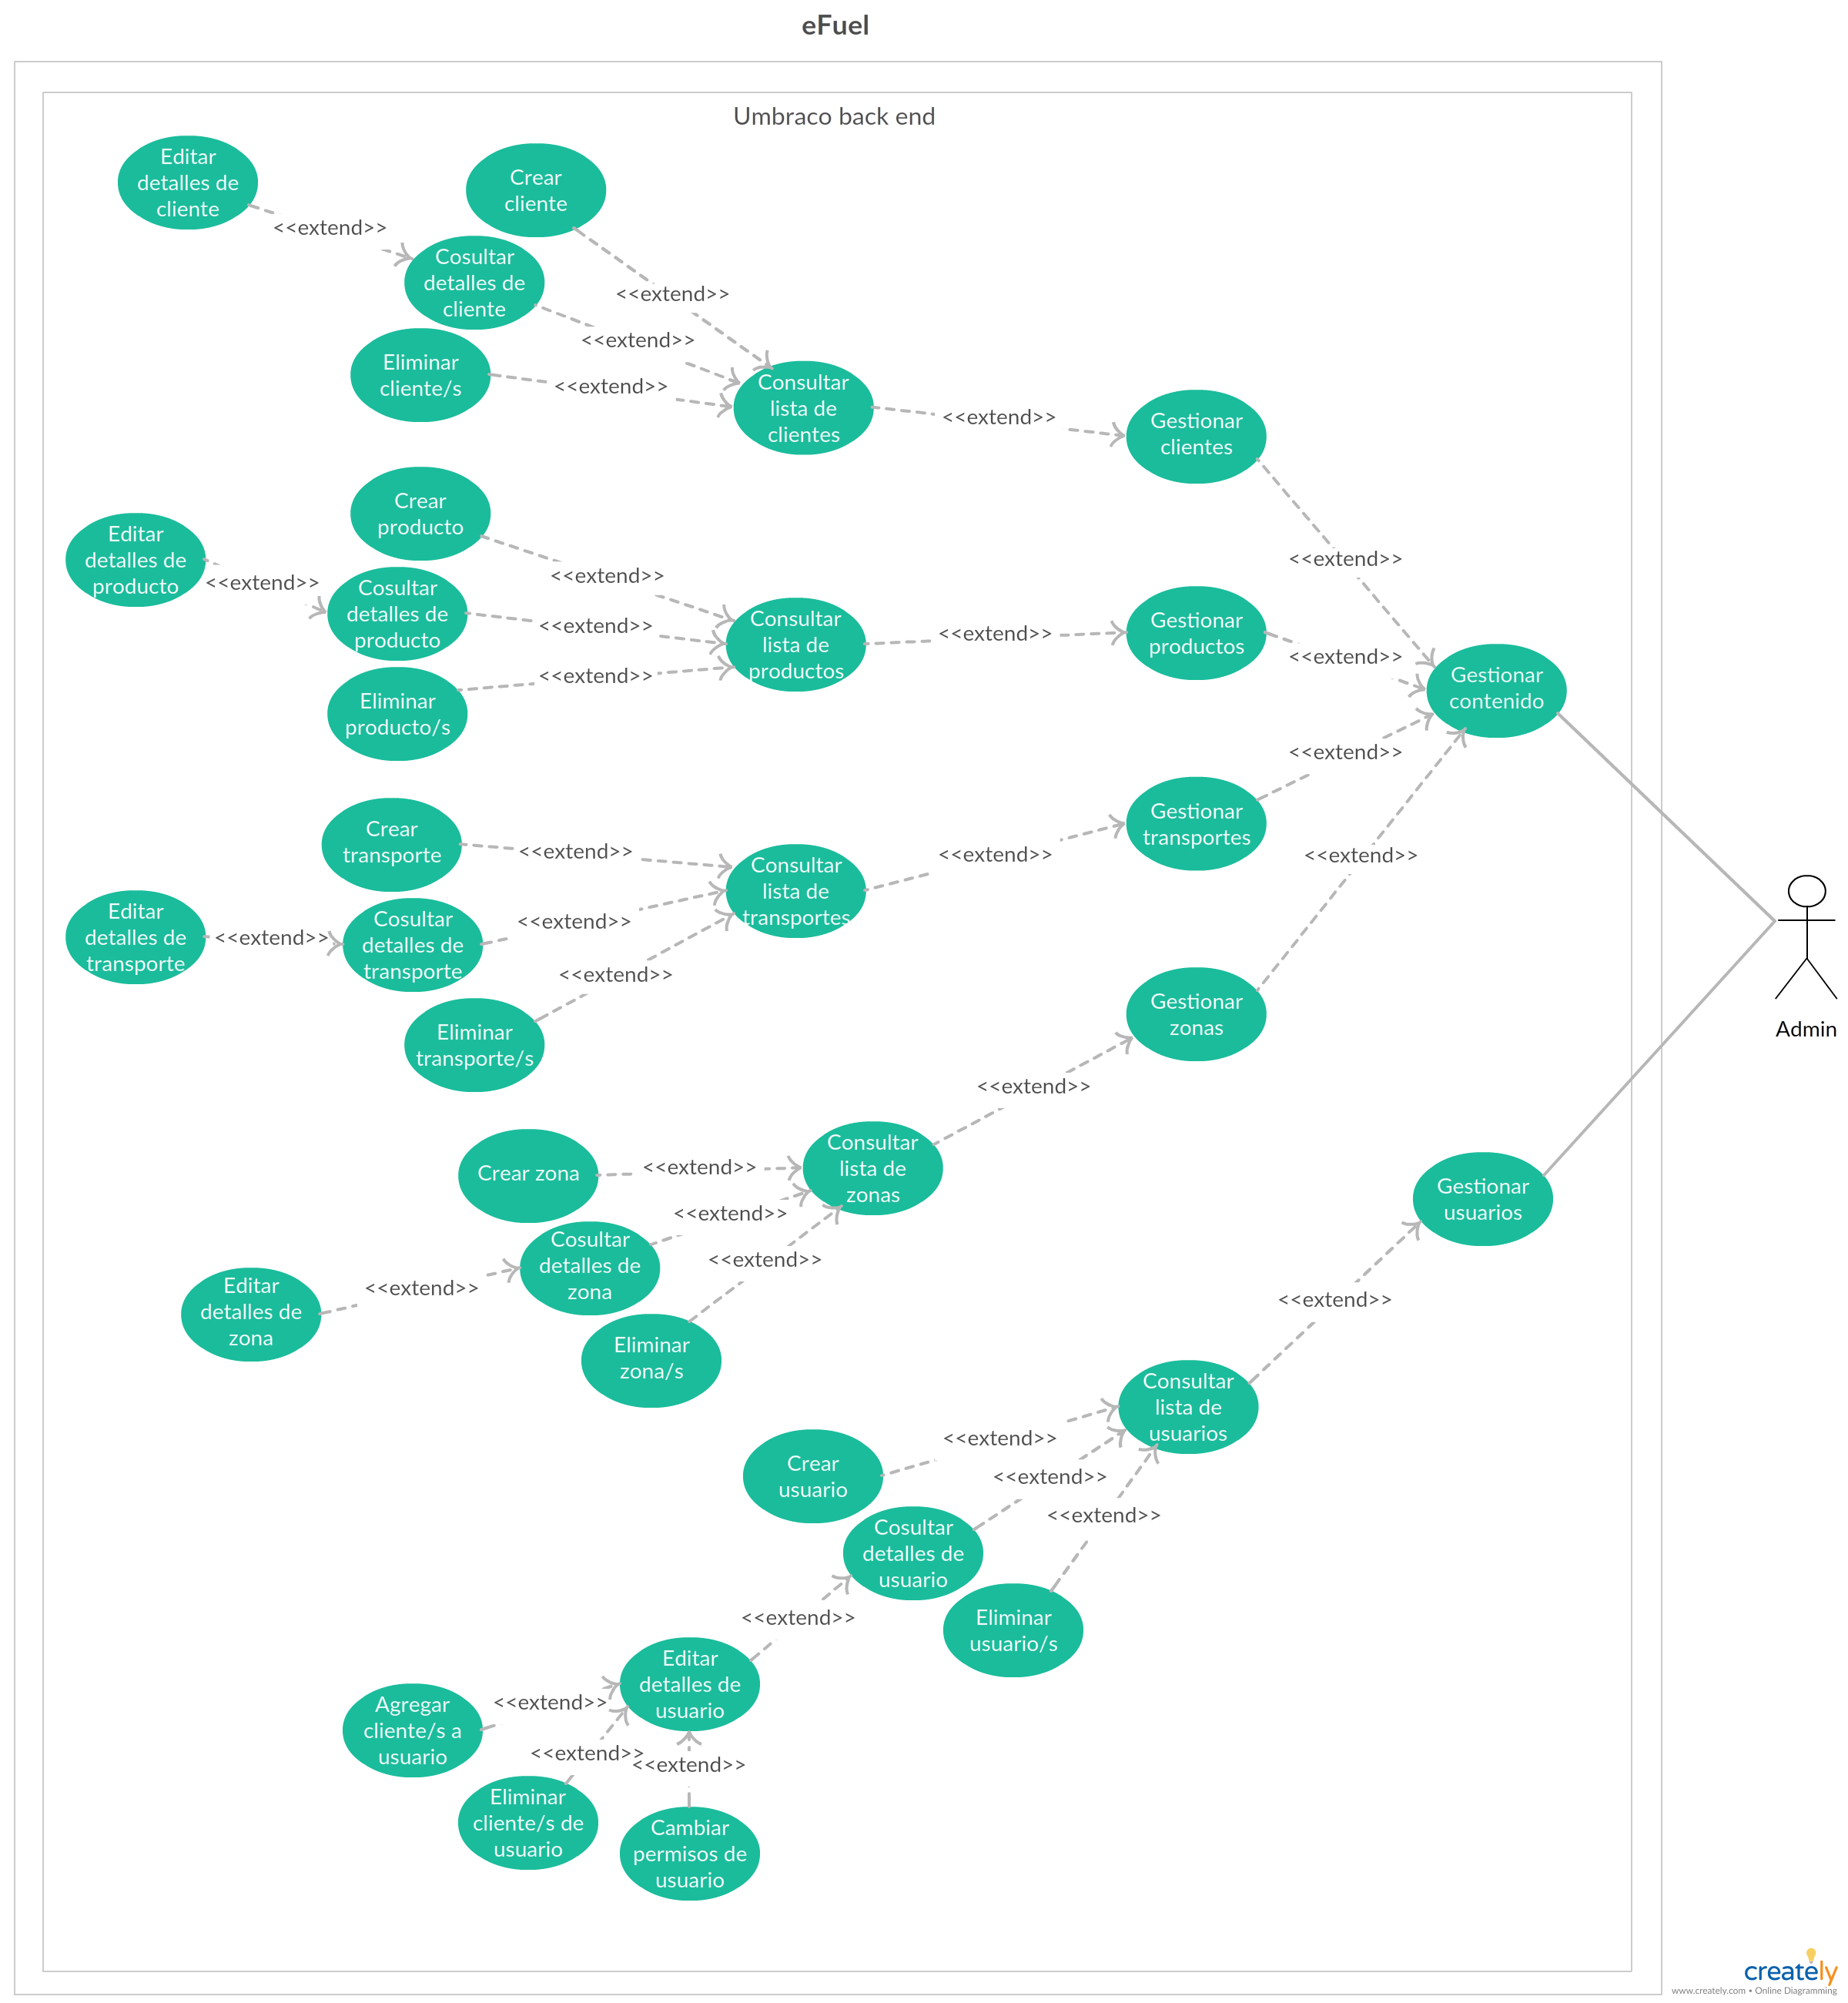 eFuel
Umbraco back end
Editar
detalles de
cliente
<<extend>>
Crear
cliente
<<extend>>
Cosultar
detalles de
cliente
<<extend>>
Eliminar
cliente/s
<<extend>>
Consultar
lista de
clientes
<<extend>>
Gestionar
clientes
<<extend>>
Crear
producto
<<extend>>
Editar
detalles de
producto
<<extend>>
Cosultar
detalles de
producto
<<extend>>
Eliminar
producto/s
<<extend>>
Consultar
lista de
productos
<<extend>>
Gestionar
productos
<<extend>>
Gestionar
contenido
Crear
transporte
<<extend>>
Editar
detalles de
transporte
<<extend>>
Cosultar
detalles de
transporte
<<extend>>
Eliminar
transporte/s
<<extend>>
Consultar
lista de
transportes
<<extend>>
Gestionar
transportes
<<extend>>
Gestionar
zonas
<<extend>>
Admin
Crear zona
<<extend>>
Cosultar
detalles de
zona
<<extend>>
Editar
detalles de
zona
<<extend>>
Eliminar
zona/s
<<extend>>
Consultar
lista de
zonas
<<extend>>
Gestionar
usuarios
<<extend>>
Consultar
lista de
usuarios
Crear
usuario
<<extend>>
Cosultar
detalles de
usuario
<<extend>>
Eliminar
usuario/s
<<extend>>
Editar
detalles de
usuario
<<extend>>
Agregar
cliente/s a
usuario
<<extend>>
Eliminar
cliente/s de
usuario
<<extend>>
Cambiar
permisos de
usuario
<<extend>>
creately
www.creately.com • Online Diagramming